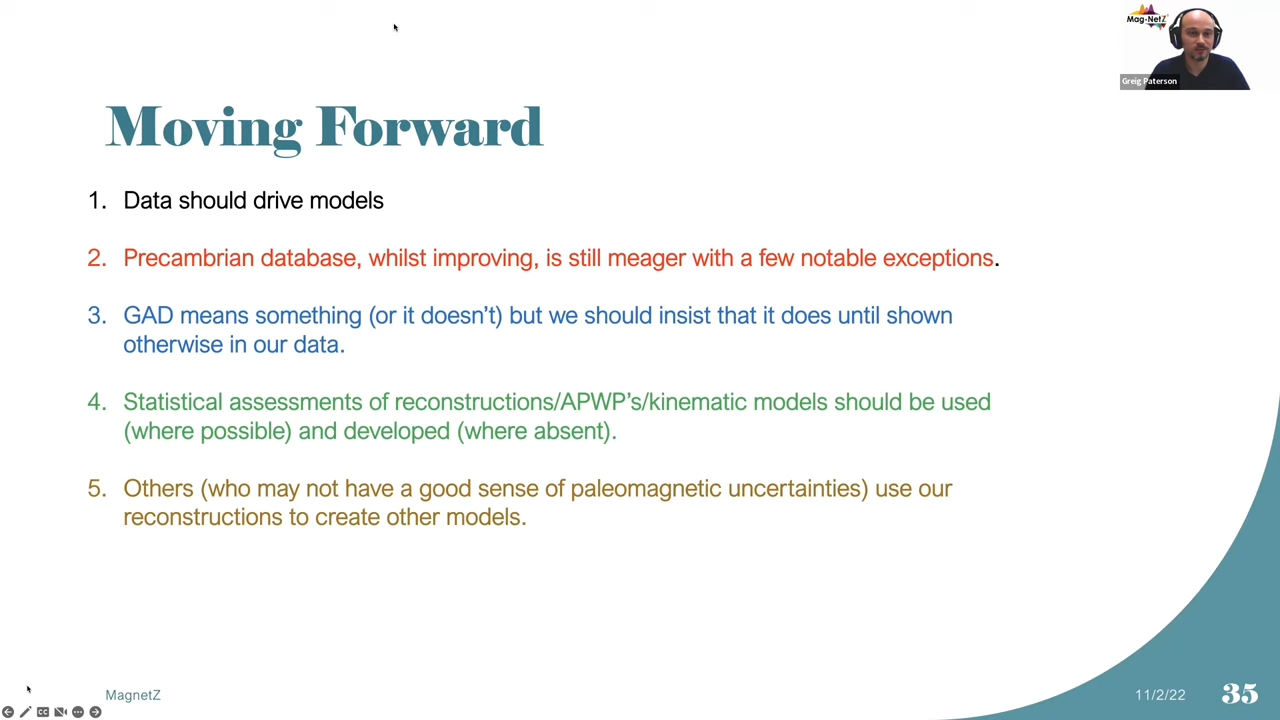 Mag-NetZ
Greig Paterson
Moving Forward
1. Data should drive models
2. Precambrian database, whilst improving, is still meager with a few notable exceptions.
3. GAD means something (or it doesn't) but we should insist that it does until shown
otherwise in our data.
4. Statistical assessments of reconstructions/APWP's/kinematic models should be used
(where possible) and developed (where absent).
5. Others (who may not have a good sense of paleomagnetic uncertainties) use our
reconstructions to create other models.
MagnetZ
11/2/22
35
CC